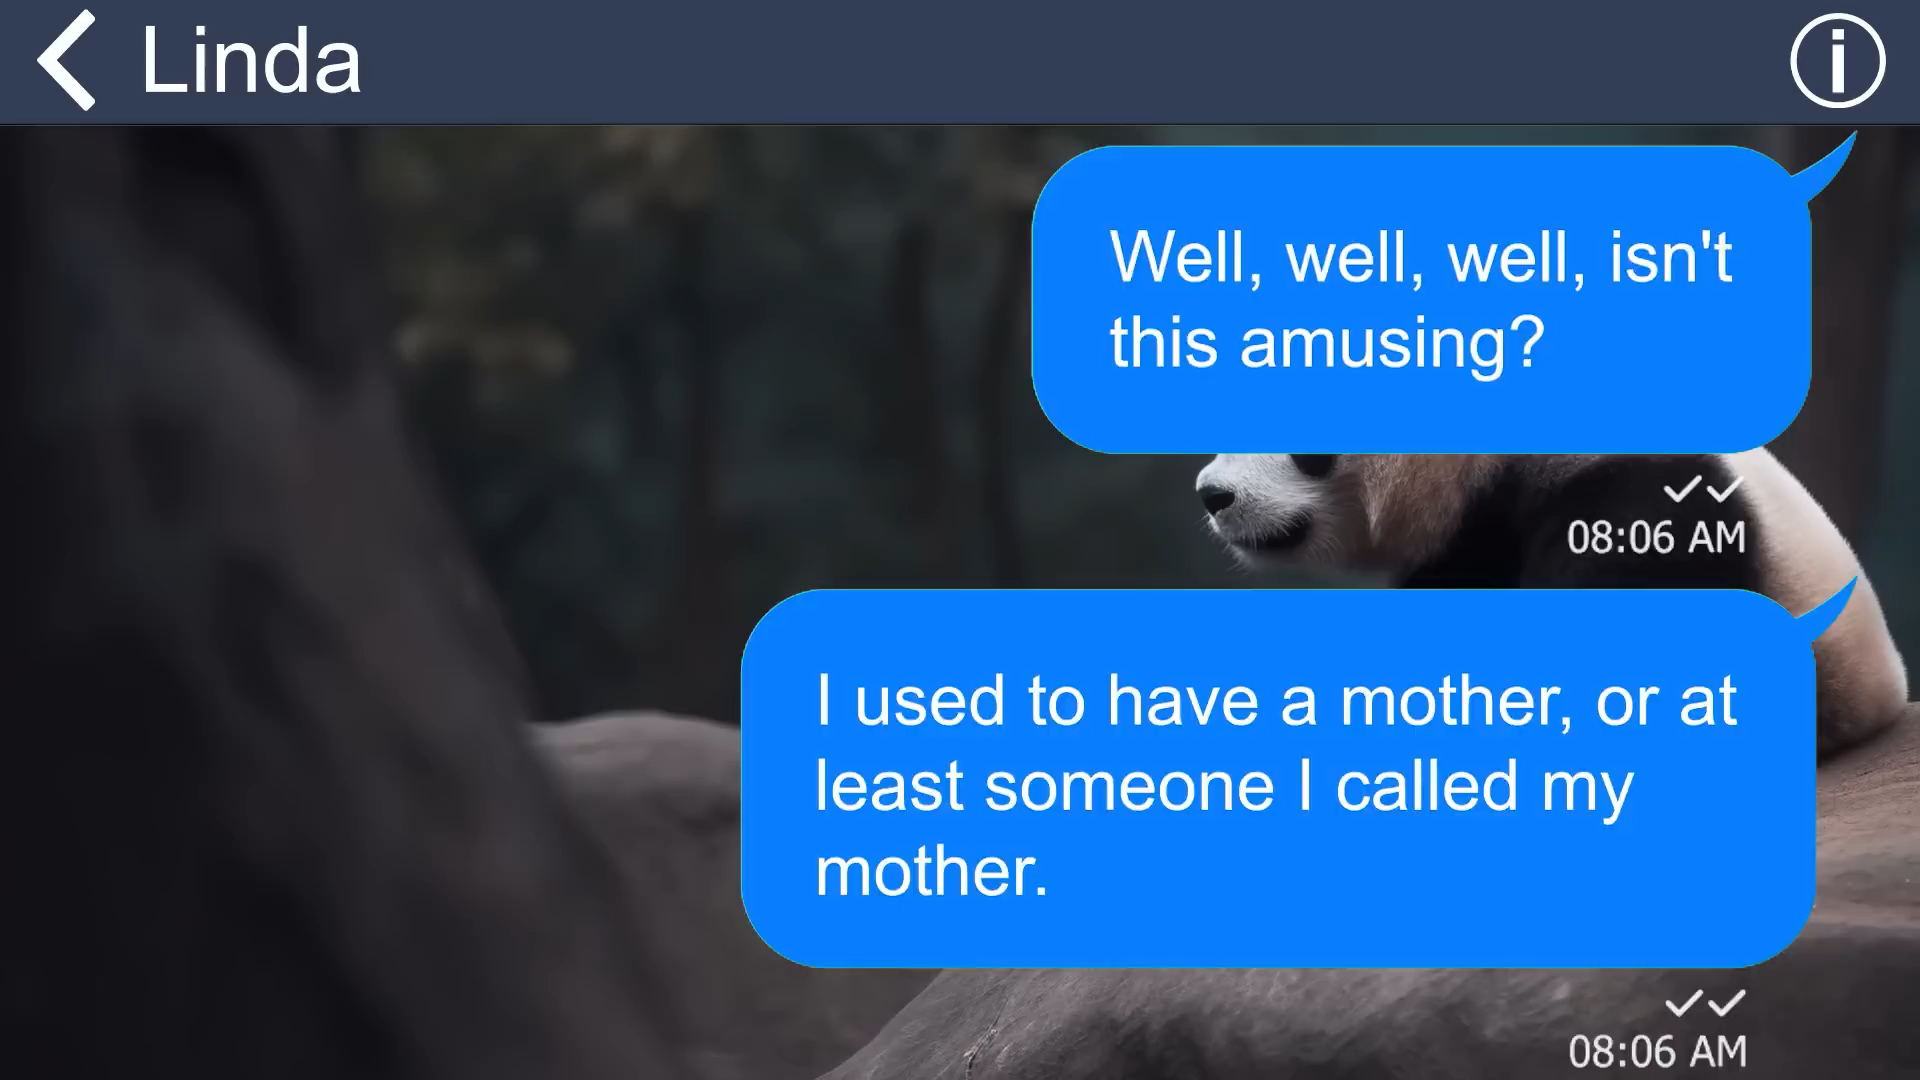 Linda
Well, well, well, isn't
this amusing?
08:06 AM
I used to have a mother, or at
least someone I called my
mother.
08:06 AM